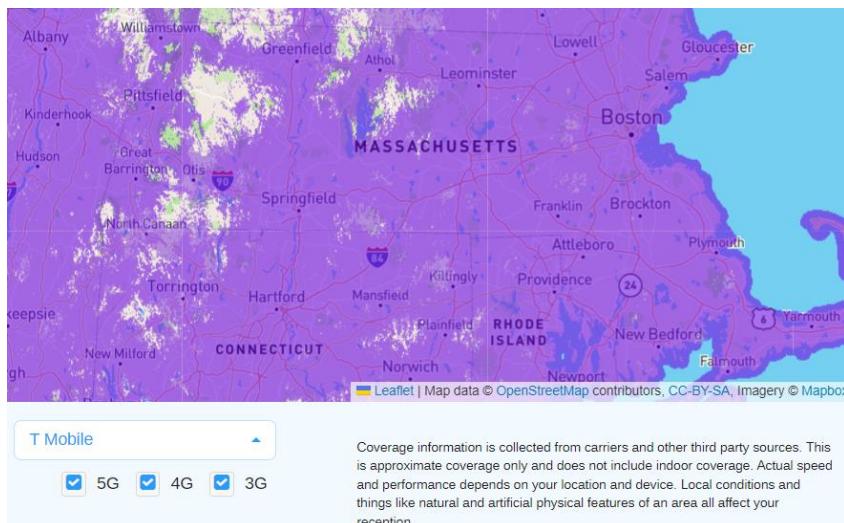 Williamstown
Albany
Greenfield
Athol
Lowell
Gloucester
Leominster
Salem
Pittsfield
Kinderhook
Boston
MASSACHUSETTS
Hudson
Great
Barrington
Otis
90
Springfield
Franklin
Brockton
North Canaan
Attleboro
Plymouth
84
Killingly
Torrington
Hartford
Mansfield
Providence
24
keepsie
Plainfield
RHODE
ISLAND
6
Yarmouth
New Bedford
New Milford
CONNECTICUT
Falmouth
gh
Norwich
Newport
Leaflet | Map data © OpenStreetMap contributors, CC-BY-SA, Imagery © Mapbox
T Mobile
5G 4G 3G
Coverage information is collected from carriers and other third party sources. This
is approximate coverage only and does not include indoor coverage. Actual speed
and performance depends on your location and device. Local conditions and
things like natural and artificial physical features of an area all affect your
reception